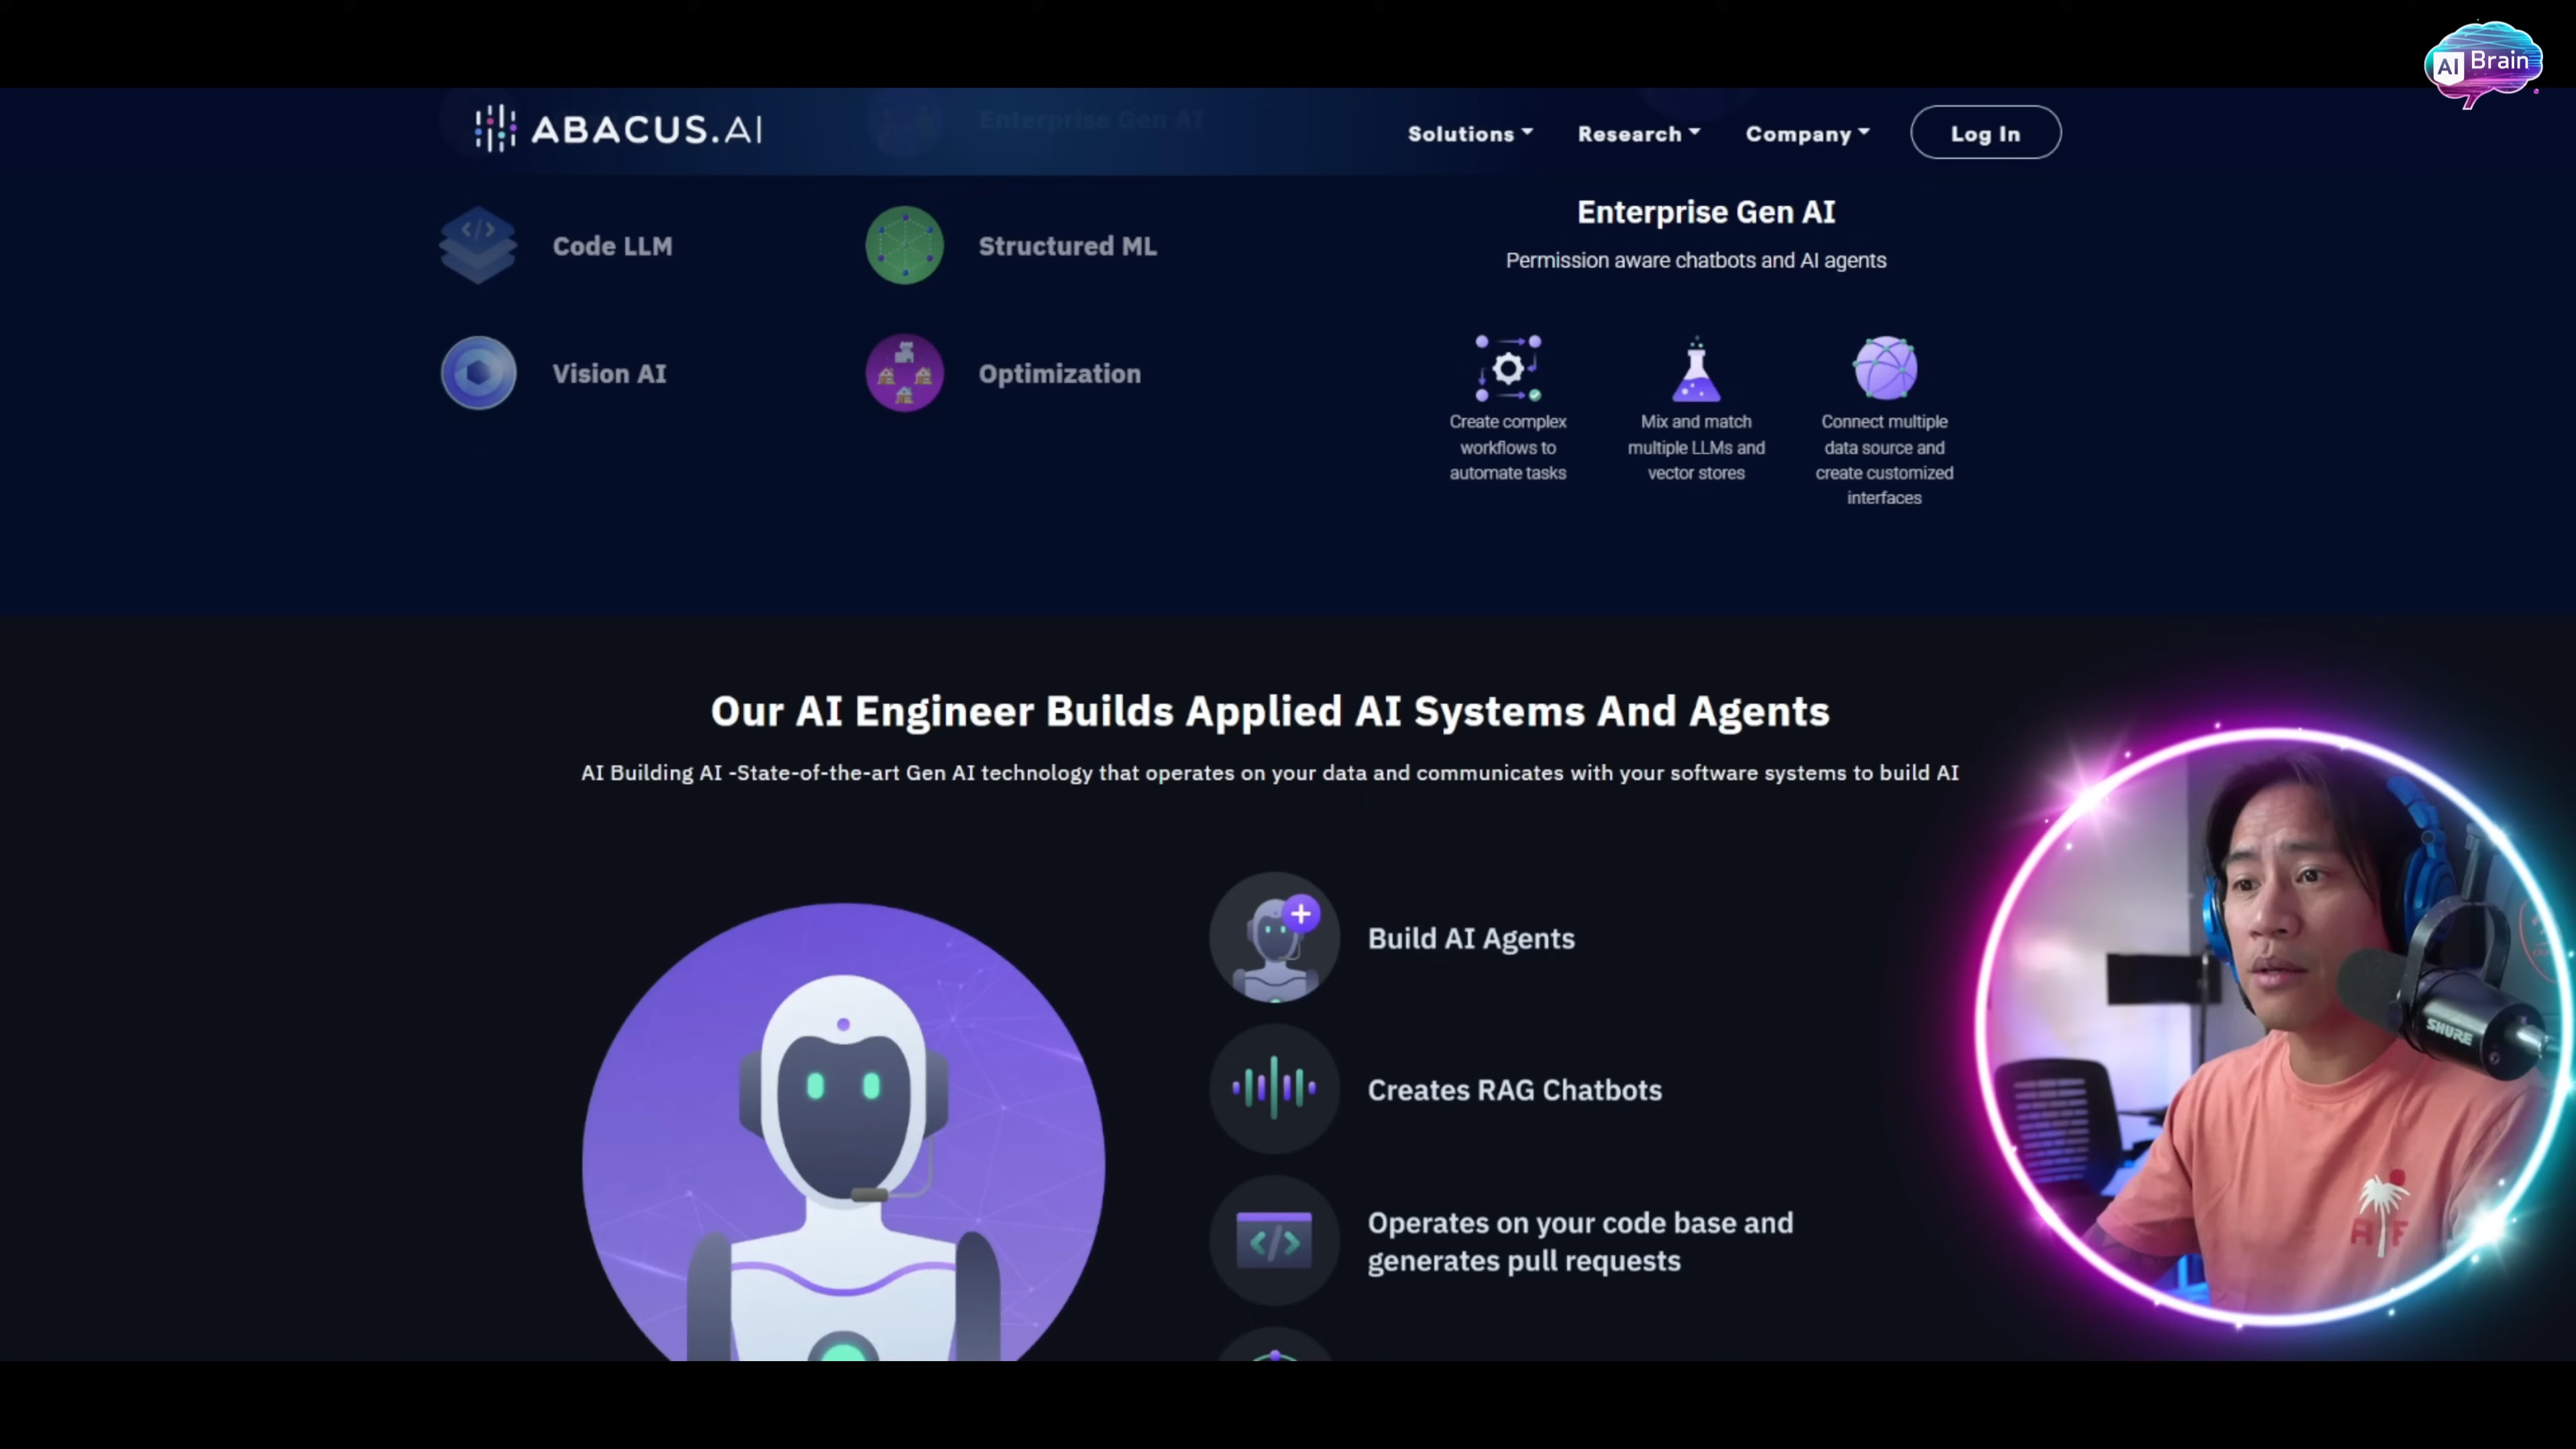 AI Brain
ABACUS.AI
Enterprise Gen AI
Solutions
Research
Company
Log In
Code LLM
Structured ML
Vision AI
Optimization
Enterprise Gen AI
Permission aware chatbots and AI agents
Create complex
workflows to
automate tasks
Mix and match
multiple LLMs and
vector stores
Connect multiple
data source and
create customized
interfaces
Our AI Engineer Builds Applied AI Systems And Agents
AI Building AI -State-of-the-art Gen AI technology that operates on your data and communicates with your software systems to build AI
Build AI Agents
Creates RAG Chatbots
Operates on your code base and
generates pull requests
SHURE